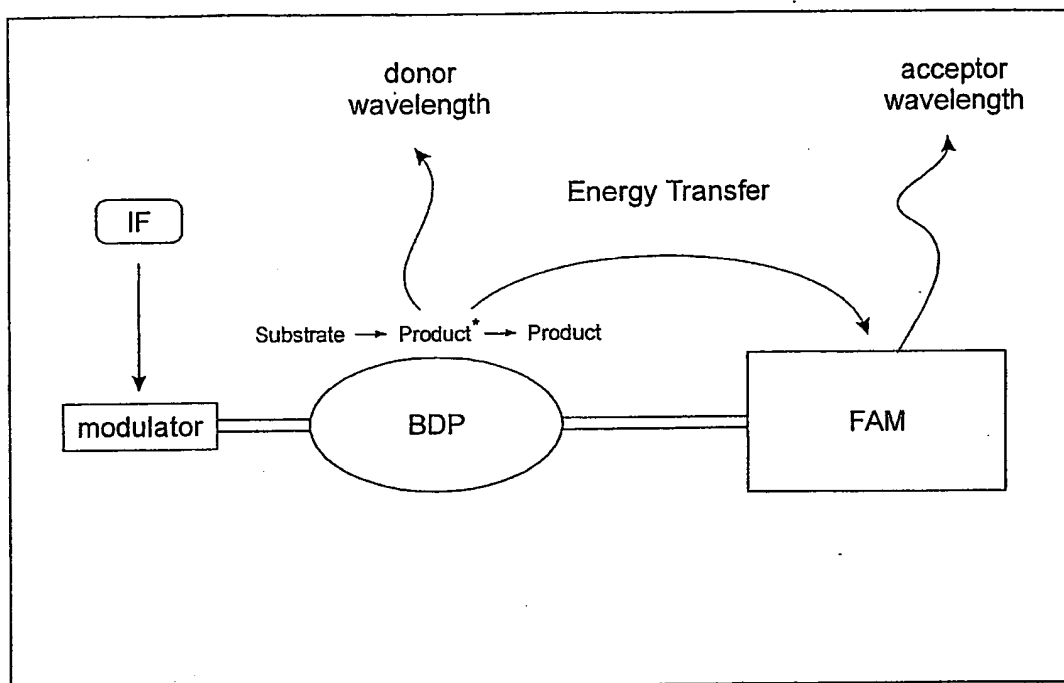 donor
wavelength
acceptor
wavelength
Energy Transfer
IF
Substrate → Product* → Product
modulator
BDP
FAM